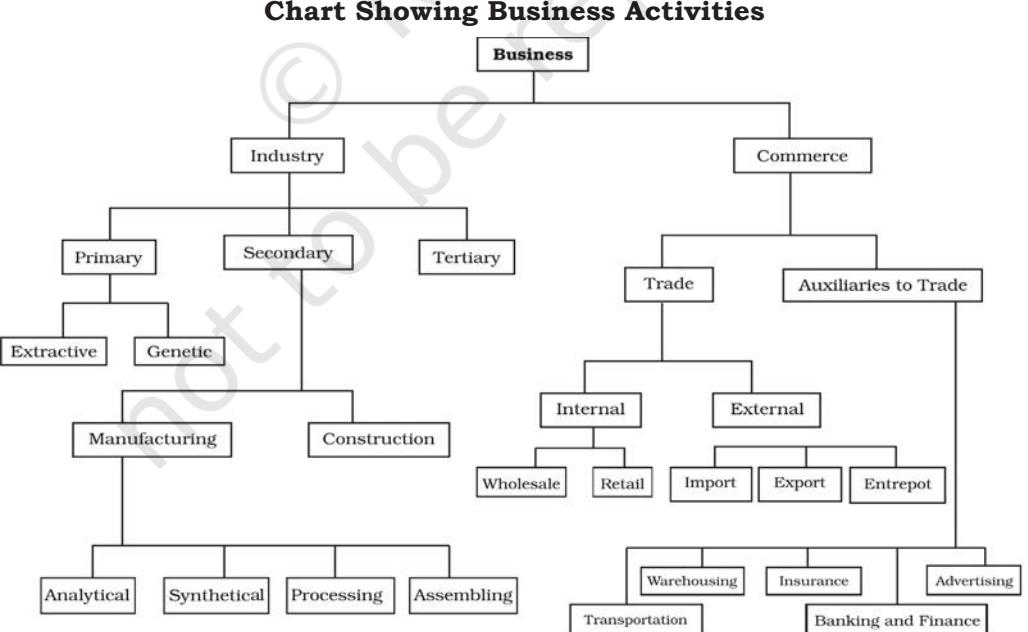 Chart Showing Business Activities
Business
Industry
Commerce
Primary
Secondary
Tertiary
Trade
Auxiliaries to Trade
Extractive
Genetic
Internal
External
Manufacturing
Construction
Wholesale
Retail
Import
Export
Entrepot
Analytical
Synthetical
Processing
Assembling
Warehousing
Insurance
Advertising
Transportation
Banking and Finance
©
not to be re